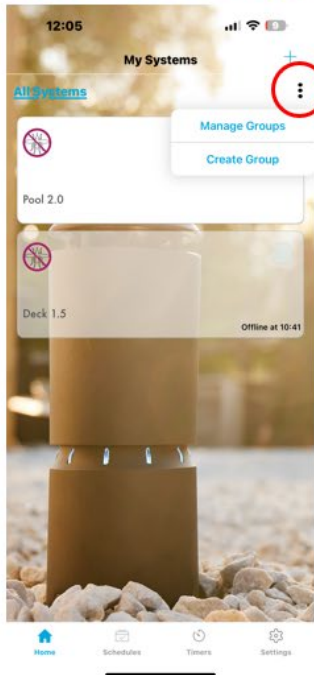 12:05
My Systems
All Systems
Manage Groups
Create Group
Pool 2.0
Deck 1.5
Offline at 10:41
Home
Schedules
Timers
Settings